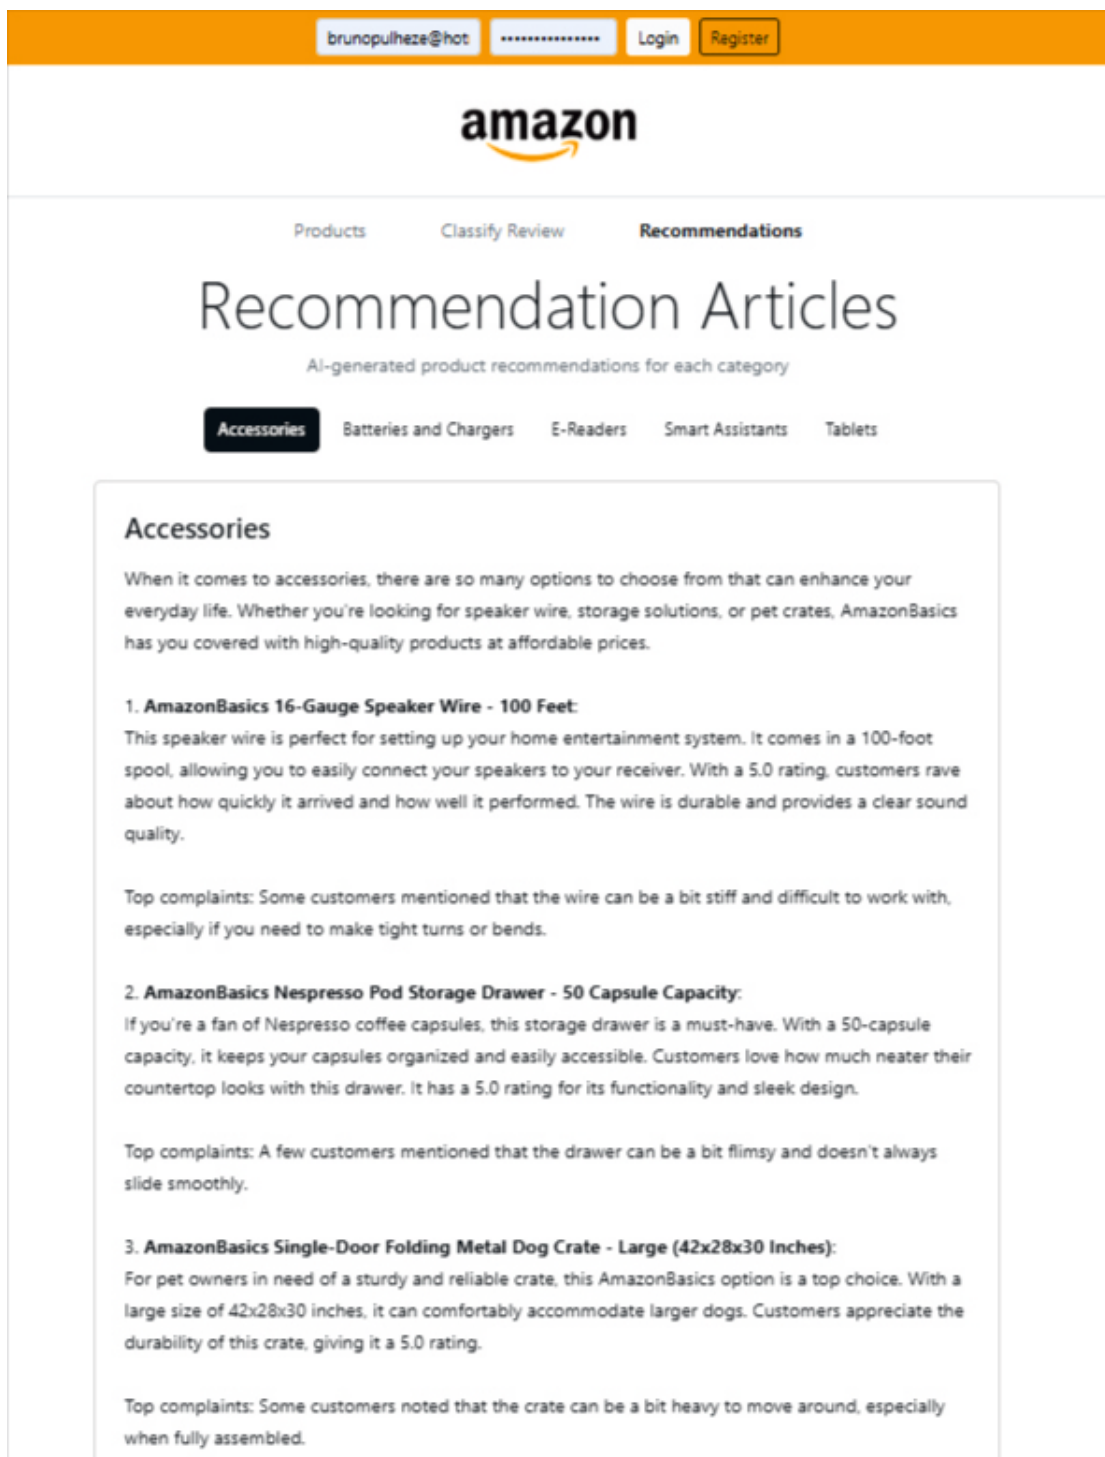 brunopulheze@hot •••••••••••••••• Login Register
amazon
Products Classify Review Recommendations
Recommendation Articles
AI-generated product recommendations for each category
Accessories Batteries and Chargers E-Readers Smart Assistants Tablets
Accessories
When it comes to accessories, there are so many options to choose from that can enhance your
everyday life. Whether you're looking for speaker wire, storage solutions, or pet crates, AmazonBasics
has you covered with high-quality products at affordable prices.
1. AmazonBasics 16-Gauge Speaker Wire - 100 Feet:
This speaker wire is perfect for setting up your home entertainment system. It comes in a 100-foot
spool, allowing you to easily connect your speakers to your receiver. With a 5.0 rating, customers rave
about how quickly it arrived and how well it performed. The wire is durable and provides a clear sound
quality.
Top complaints: Some customers mentioned that the wire can be a bit stiff and difficult to work with,
especially if you need to make tight turns or bends.
2. AmazonBasics Nespresso Pod Storage Drawer - 50 Capsule Capacity:
If you're a fan of Nespresso coffee capsules, this storage drawer is a must-have. With a 50-capsule
capacity, it keeps your capsules organized and easily accessible. Customers love how much neater their
countertop looks with this drawer. It has a 5.0 rating for its functionality and sleek design.
Top complaints: A few customers mentioned that the drawer can be a bit flimsy and doesn't always
slide smoothly.
3. AmazonBasics Single-Door Folding Metal Dog Crate - Large (42x28x30 Inches):
For pet owners in need of a sturdy and reliable crate, this AmazonBasics option is a top choice. With a
large size of 42x28x30 inches, it can comfortably accommodate larger dogs. Customers appreciate the
durability of this crate, giving it a 5.0 rating.
Top complaints: Some customers noted that the crate can be a bit heavy to move around, especially
when fully assembled.